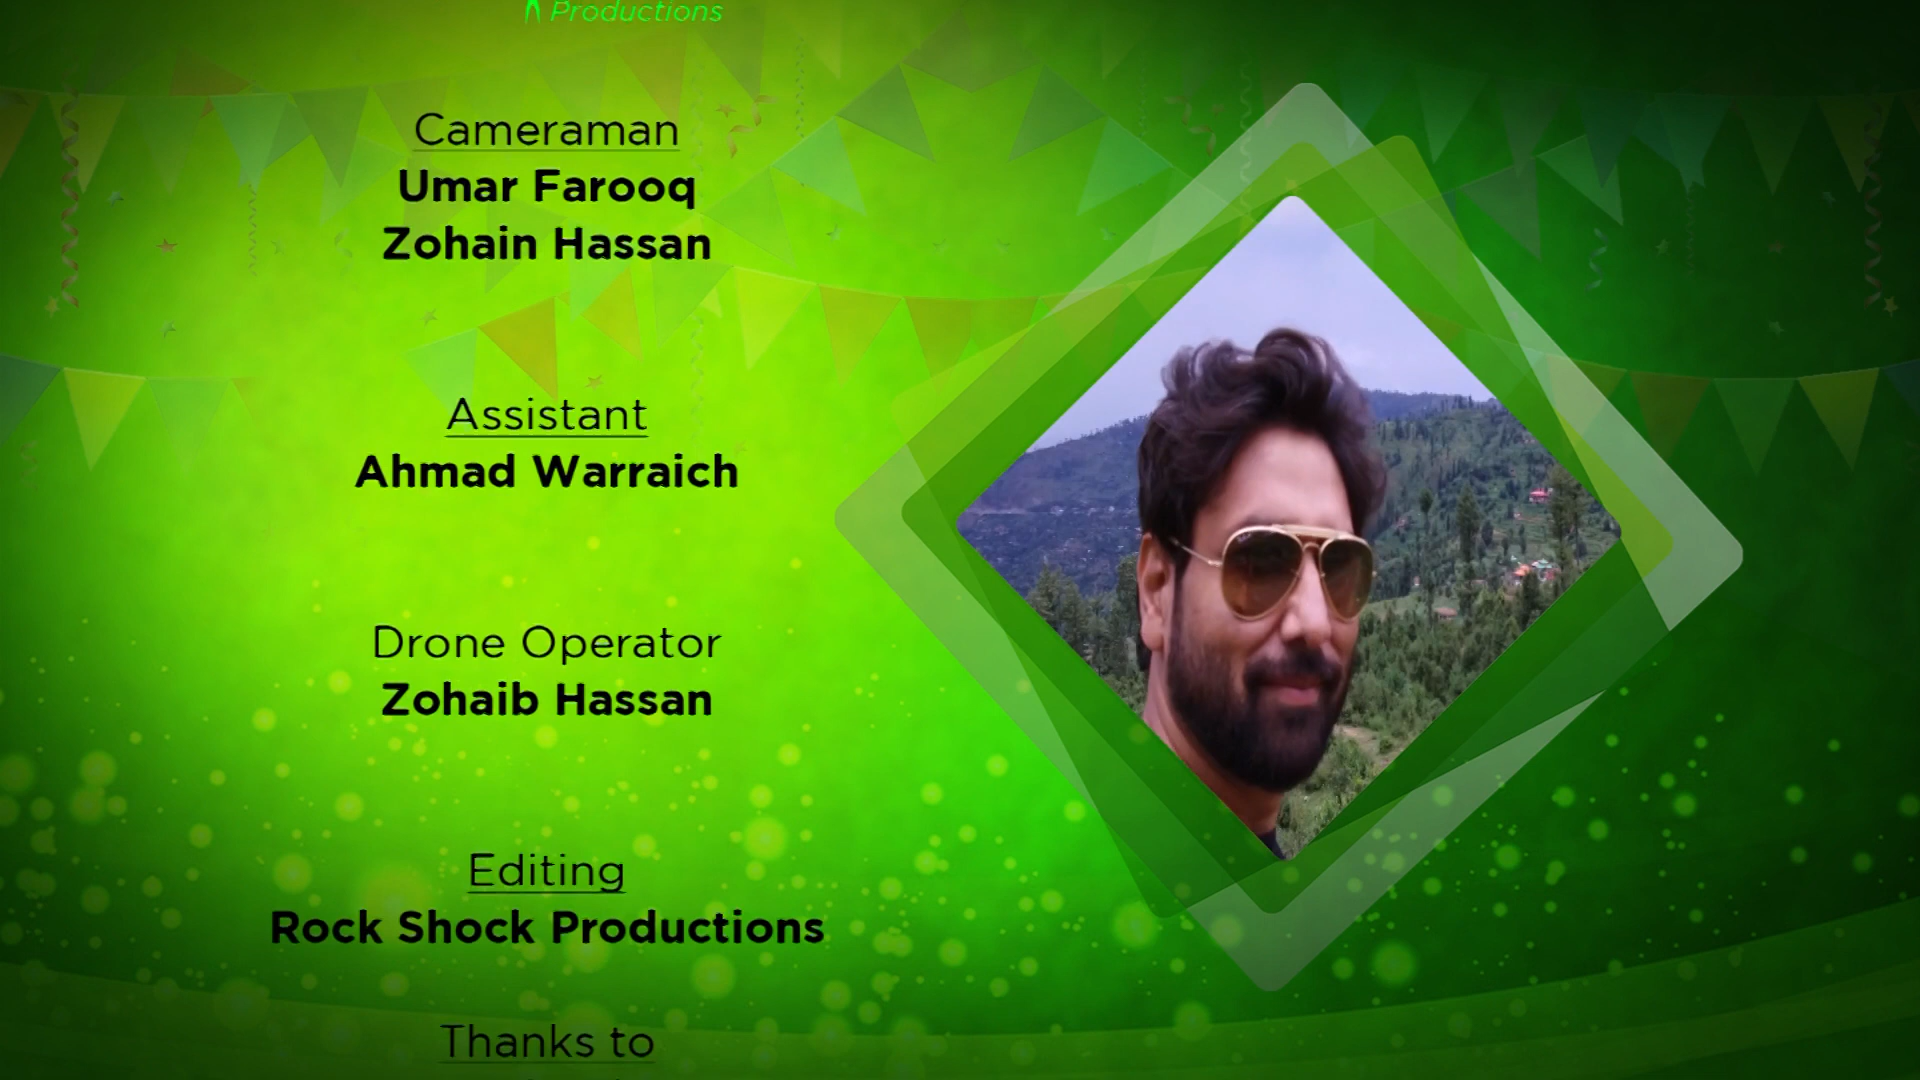 Productions
Cameraman
Umar Farooq
Zohain Hassan
Assistant
Ahmad Warraich
Drone Operator
Zohaib Hassan
Editing
Rock Shock Productions
Thanks to